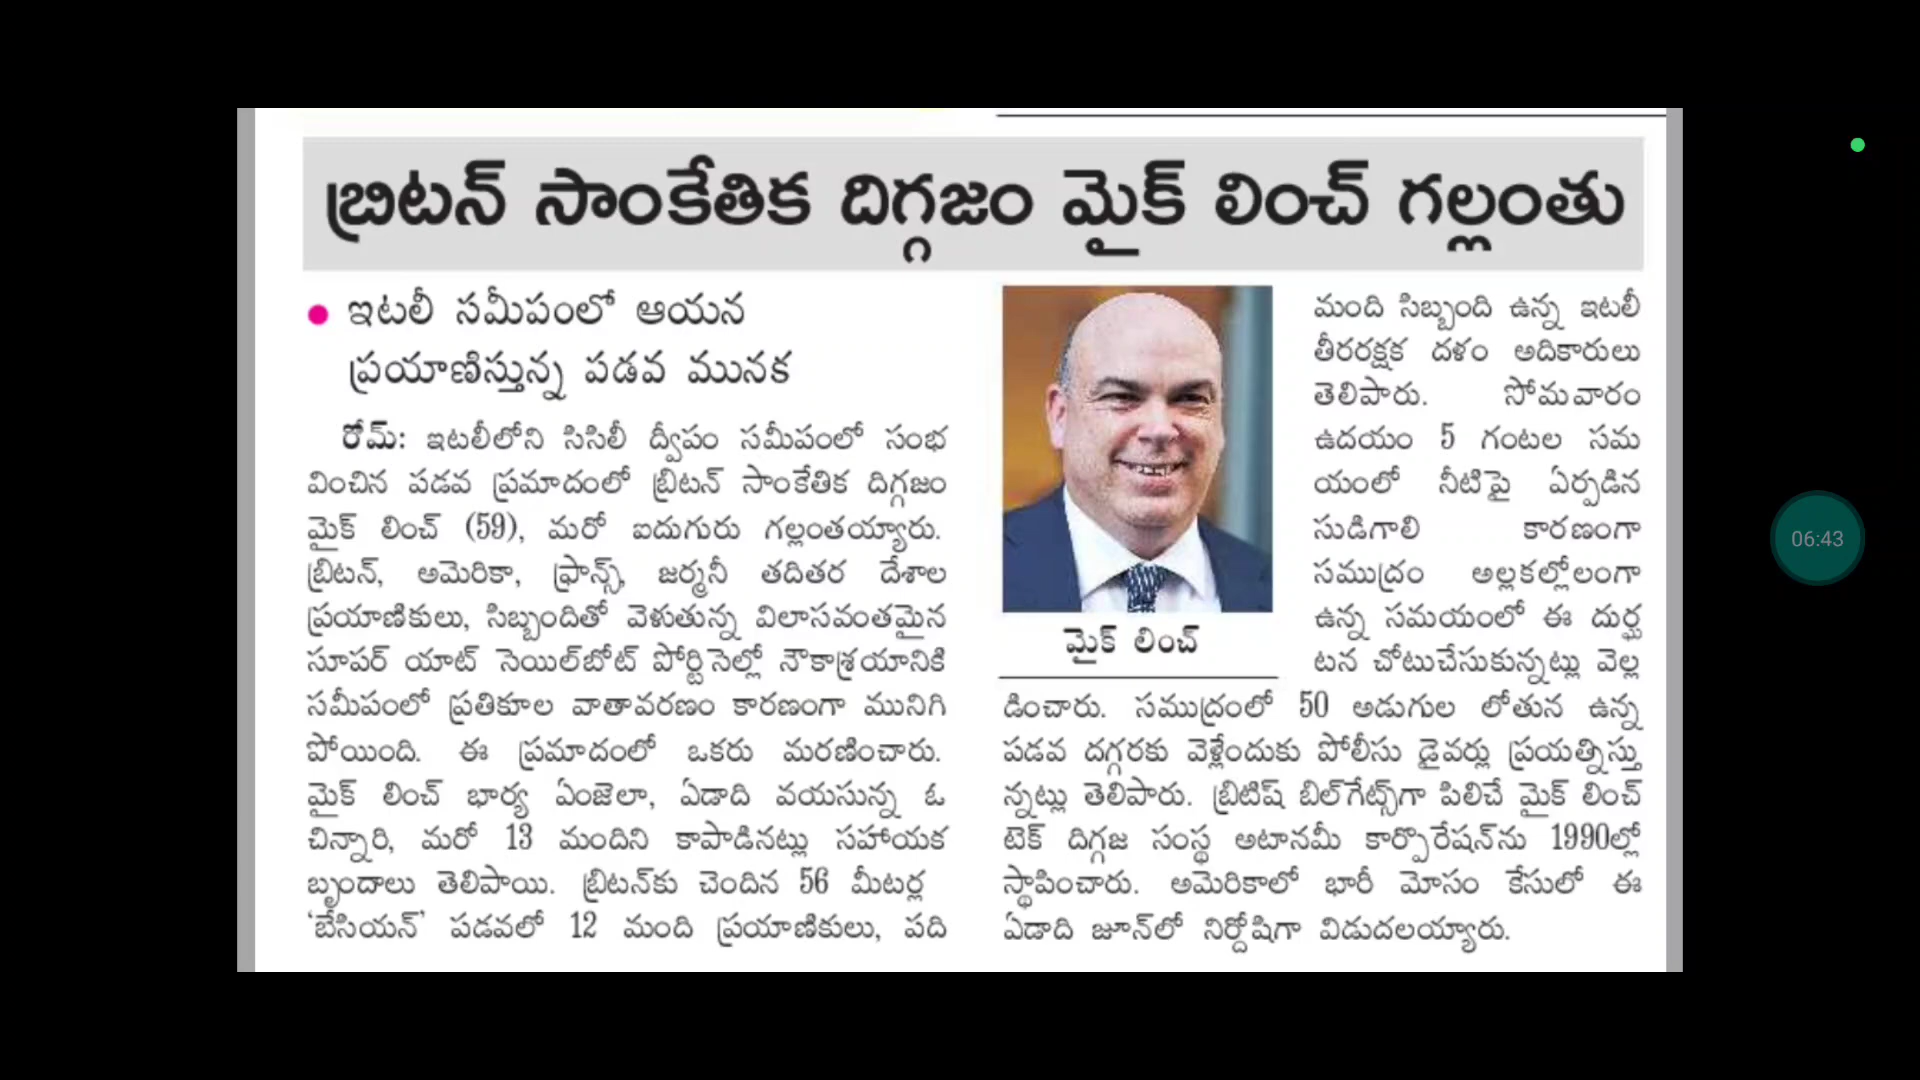 బ్రిటన్ సాంకేతిక దిగ్గజం మైక్ లించ్ గల్లంతు
● ఇటలీ సమీపంలో ఆయన
ప్రయాణిస్తున్న పడవ మునక
రోమ్: ఇటలీలోని సిసిలీ ద్వీపం సమీపంలో సంభ
వించిన పడవ ప్రమాదంలో బ్రిటన్ సాంకేతిక దిగ్గజం
మైక్ లించ్ (59), మరో ఐదుగురు గల్లంతయ్యారు.
బ్రిటన్, అమెరికా, ఫ్రాన్స్, జర్మనీ తదితర దేశాల
ప్రయాణికులు, సిబ్బందితో వెళుతున్న విలాసవంతమైన
సూపర్ యాట్ సెయిల్‌బోట్ పోర్టిసెల్లో నౌకాశ్రయానికి
సమీపంలో ప్రతికూల వాతావరణం కారణంగా మునిగి
పోయింది. ఈ ప్రమాదంలో ఒకరు మరణించారు.
మైక్ లించ్ భార్య ఏంజెలా, ఏడాది వయసున్న ఓ
చిన్నారి, మరో 13 మందిని కాపాడినట్లు సహాయక
బృందాలు తెలిపాయి. బ్రిటన్‌కు చెందిన 56 మీటర్ల
‘బేసియన్’ పడవలో 12 మంది ప్రయాణికులు, పది
మైక్ లించ్
మంది సిబ్బంది ఉన్న ఇటలీ
తీరరక్షక దళం అదికారులు
తెలిపారు. సోమవారం
ఉదయం 5 గంటల సమ
యంలో నీటిపై ఏర్పడిన
సుడిగాలి కారణంగా
సముద్రం అల్లకల్లోలంగా
ఉన్న సమయంలో ఈ దుర్ఘ
టన చోటుచేసుకున్నట్లు వెల్ల
డించారు. సముద్రంలో 50 అడుగుల లోతున ఉన్న
పడవ దగ్గరకు వెళ్లేందుకు పోలీసు డైవర్లు ప్రయత్నిస్తు
న్నట్లు తెలిపారు. బ్రిటిష్ బిల్‌గేట్స్‌గా పిలిచే మైక్ లించ్
టెక్ దిగ్గజ సంస్థ అటానమీ కార్పొరేషన్‌ను 1990ల్లో
స్థాపించారు. అమెరికాలో భారీ మోసం కేసులో ఈ
ఏడాది జూన్‌లో నిర్దోషిగా విడుదలయ్యారు.
06:43